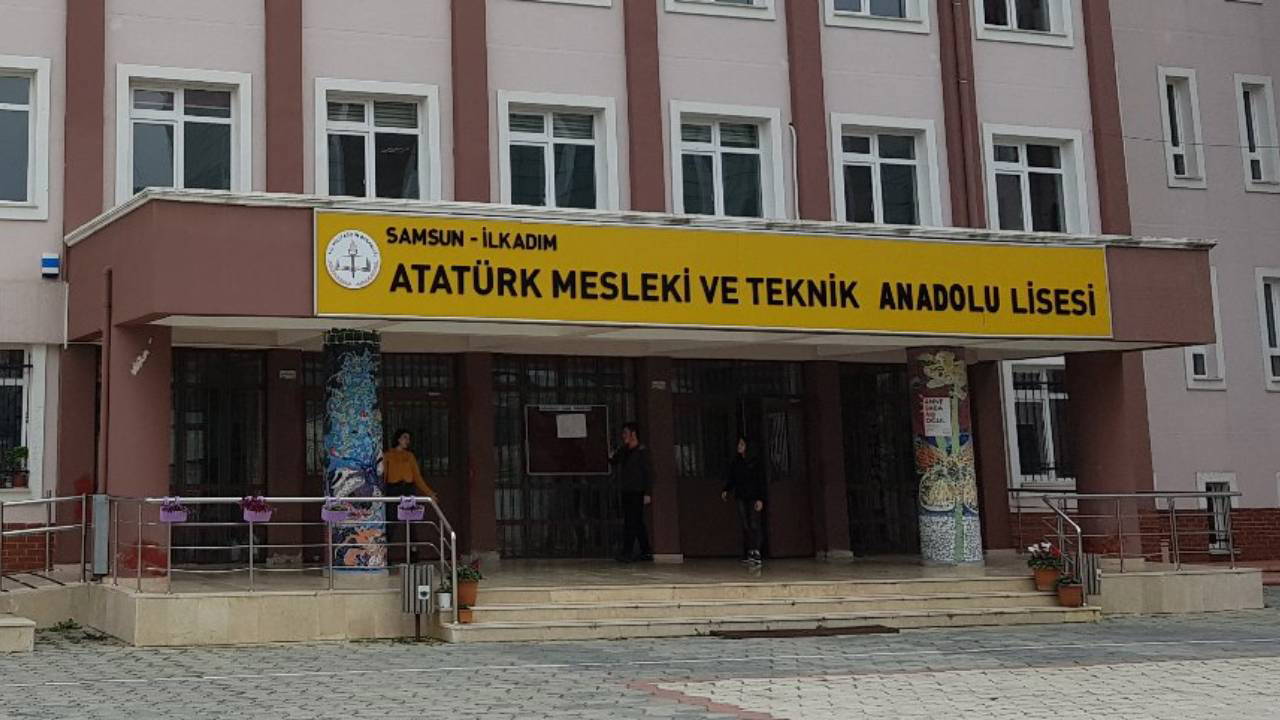 SAMSUN - İLKADIM
ATATÜRK MESLEKİ VE TEKNİK ANADOLU LİSESİ